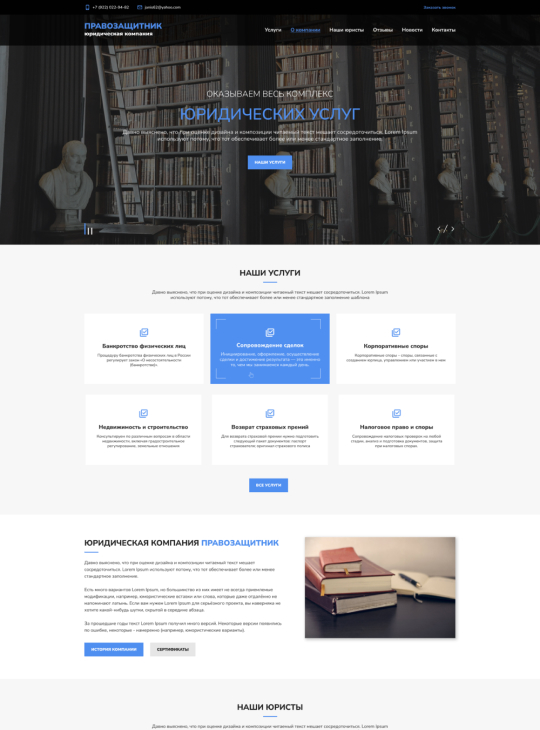 +7 (923) 022-84-82 junis62@yahoo.com Заказать звонок
ПРАВОЗАЩИТНИК
юридическая компания
Услуги О компании Наши юристы Отзывы Новости Контакты
ОКАЗЫВАЕМ ВЕСЬ КОМПЛЕКС
ЮРИДИЧЕСКИХ УСЛУГ
Давно выяснено, что при оценке дизайна и композиции читаемый текст мешает сосредоточиться. Lorem Ipsum
используют потому, что тот обеспечивает более или менее стандартное заполнение.
НАШИ УСЛУГИ
НАШИ УСЛУГИ
Давно выяснено, что при оценке дизайна и композиции читаемый текст мешает сосредоточиться. Lorem Ipsum
используют потому, что тот обеспечивает более или менее стандартное заполнение шаблона
Банкротство физических лиц
Процедура банкротства физических лиц в России
регулирует закон «О несостоятельности
(банкротстве)».
Сопровождение сделок
Инициирование, оформление, осуществление
сделки и достижение результата — это именно
то, чем мы занимаемся каждый день.
Корпоративные споры
Корпоративные споры - споры, связанные с
созданием юрлица, управлением или участием в нем
Недвижимость и строительство
Консультации по различным вопросам в области
недвижимости, включая градостроительное
регулирование, земельные отношения
Возврат страховых премий
Для возврата страховой премии нужно подготовить
следующий пакет документов: паспорт
страхователя; оригинал страхового полиса
Налоговое право и споры
Сопровождение налоговых проверок на любой
стадии, анализ и подготовка документов, защита
при налоговых спорах
ВСЕ УСЛУГИ
ЮРИДИЧЕСКАЯ КОМПАНИЯ ПРАВОЗАЩИТНИК
Давно выяснено, что при оценке дизайна и композиции читаемый текст мешает
сосредоточиться. Lorem Ipsum используют потому, что тот обеспечивает более или менее
стандартное заполнение.
Есть много вариантов Lorem Ipsum, но большинство из них имеет не всегда приемлемые
модификации, например, юмористические вставки или слова, которые даже отдалённо не
напоминают латынь. Если вам нужен Lorem Ipsum для серьёзного проекта, вы наверняка не
хотите какой-нибудь шутки, скрытой в середине абзаца.
За прошедшие годы текст Lorem Ipsum получил много версий. Некоторые версии появились
по ошибке, некоторые - намеренно (например, юмористические варианты).
ИСТОРИЯ КОМПАНИИ СЕРТИФИКАТЫ
НАШИ ЮРИСТЫ
Давно выяснено, что при оценке дизайна и композиции читаемый текст мешает сосредоточиться. Lorem Ipsum